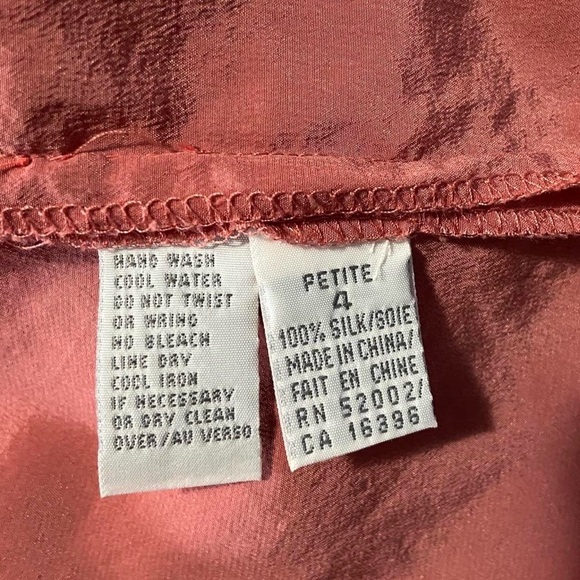 HAND WASH
COOL WATER
DO NOT TWIST
OR WRING
NO BLEACH
LINE DRY
COOL IRON
IF NECESSARY
OR DRY CLEAN
OVER/AU VERSO
PETITE
4
100% SILK/SOIE
MADE IN CHINA/
FAIT EN CHINE
RN 52002/
CA 16396